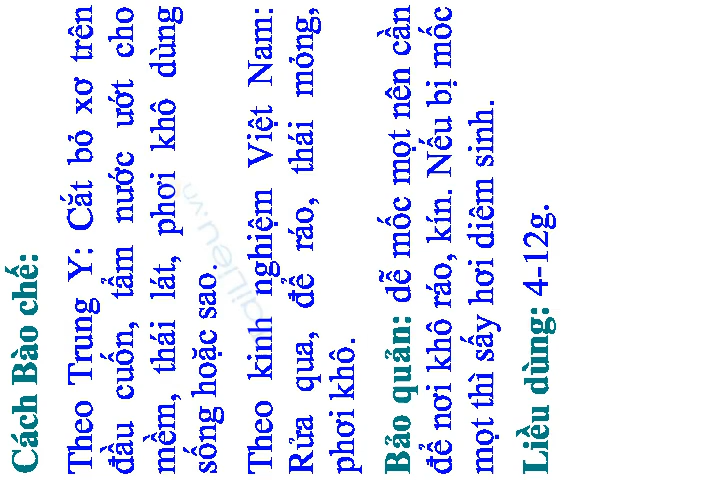 Cách Bào chế:
Theo Trung Y: Cắt bỏ xơ trên
đầu cuốn, tẩm nước ướt cho
mềm, thái lát, phơi khô dùng
sống hoặc sao.
Theo kinh nghiệm Việt Nam:
Rửa qua, để ráo, thái mỏng,
phơi khô.
Bảo quản: dễ mốc mọt nên cần
để nơi khô ráo, kín. Nếu bị mốc
mọt thì sấy hơi diêm sinh.
Liều dùng: 4-12g.
TaiLieu.vn